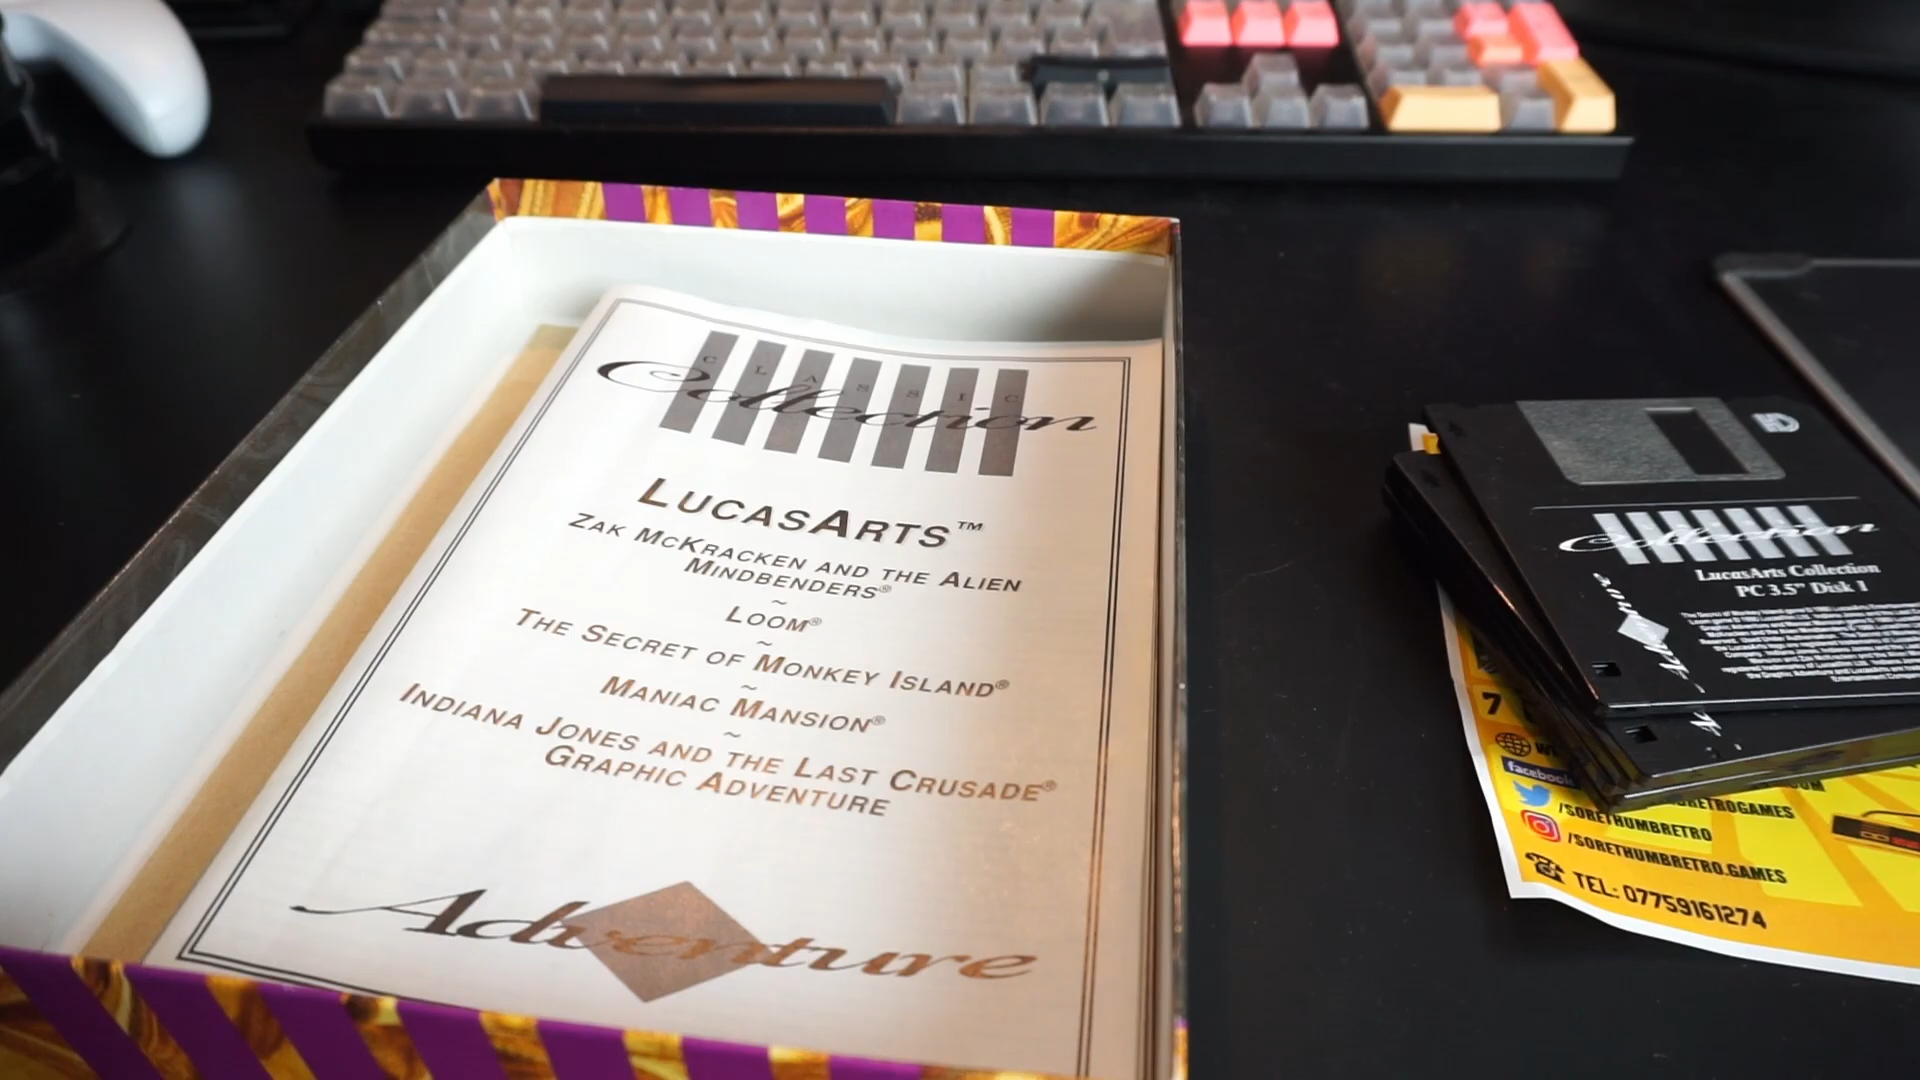 CLASSIC
Collection
LUCASARTS™
ZAK MCKRACKEN AND THE ALIEN
MINDBENDERS®
~
LOOM®
~
THE SECRET OF MONKEY ISLAND®
~
MANIAC MANSION®
~
INDIANA JONES AND THE LAST CRUSADE®
GRAPHIC ADVENTURE
Adventure
HD
Collection
LucasArts Collection
PC 3.5" Disk 1
Adventure
7
facebook
/SORETHUMBRETRO
/SORETHUMBRETRO.GAMES
TEL: 07759161274